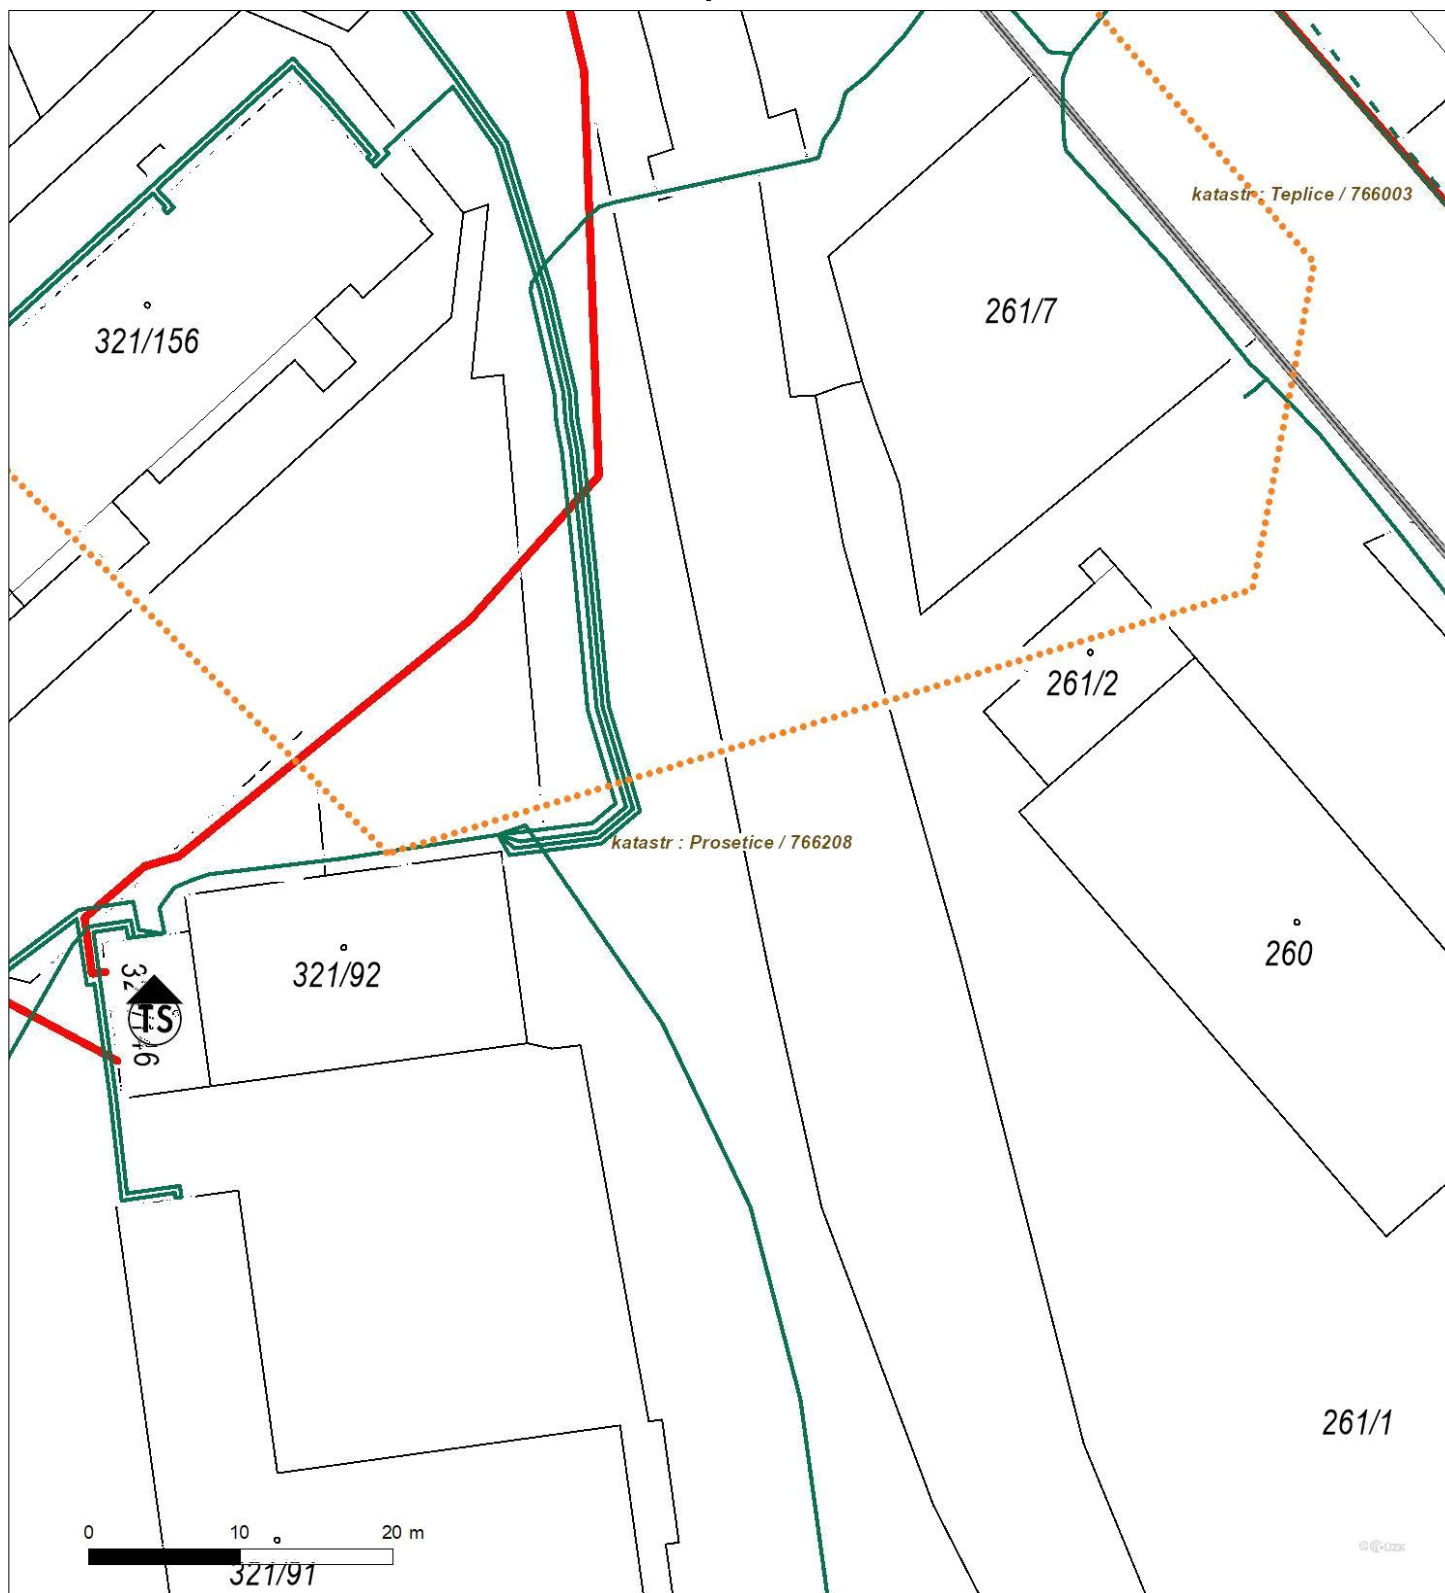 katastr : Teplice / 766003
261/7
321/156
261/2
katastr : Prosetice / 766208
260
321/92
TS
261/1
0 10 20 m
321/91